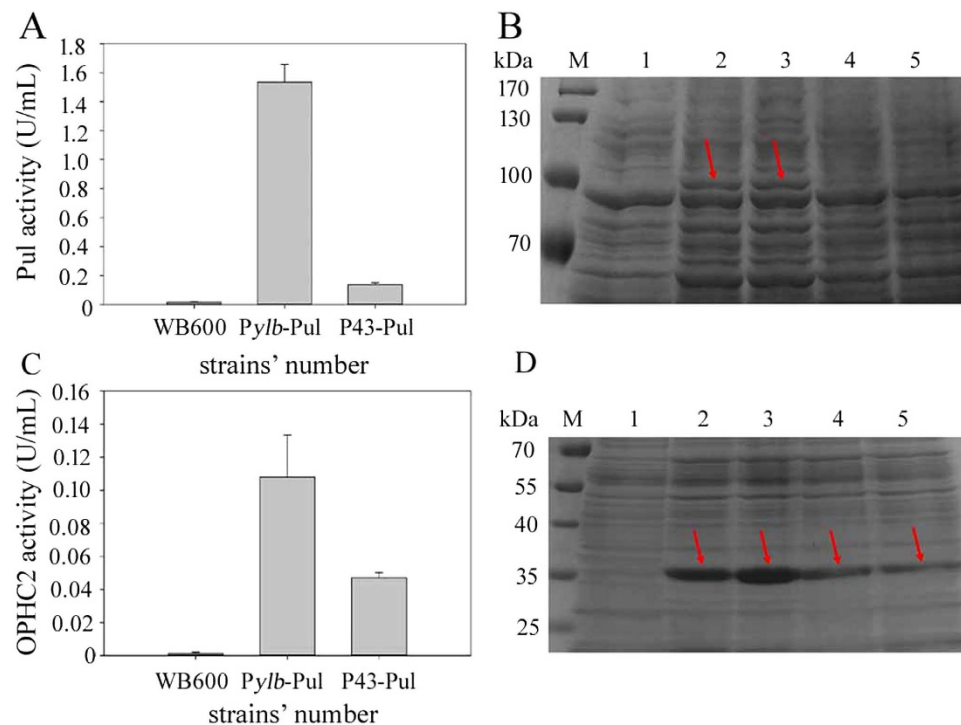 A
Pul activity (U/mL)
1.8
1.6
1.4
1.2
1.0
0.8
0.6
0.4
0.2
0
WB600 Pylb-Pul P43-Pul
strains’ number
B
kDa M 1 2 3 4 5
170
130
100
70
C
OPHC2 activity (U/mL)
0.16
0.14
0.12
0.10
0.08
0.06
0.04
0.02
0
WB600 Pylb-Pul P43-Pul
strains’ number
D
kDa M 1 2 3 4 5
70
55
40
35
25